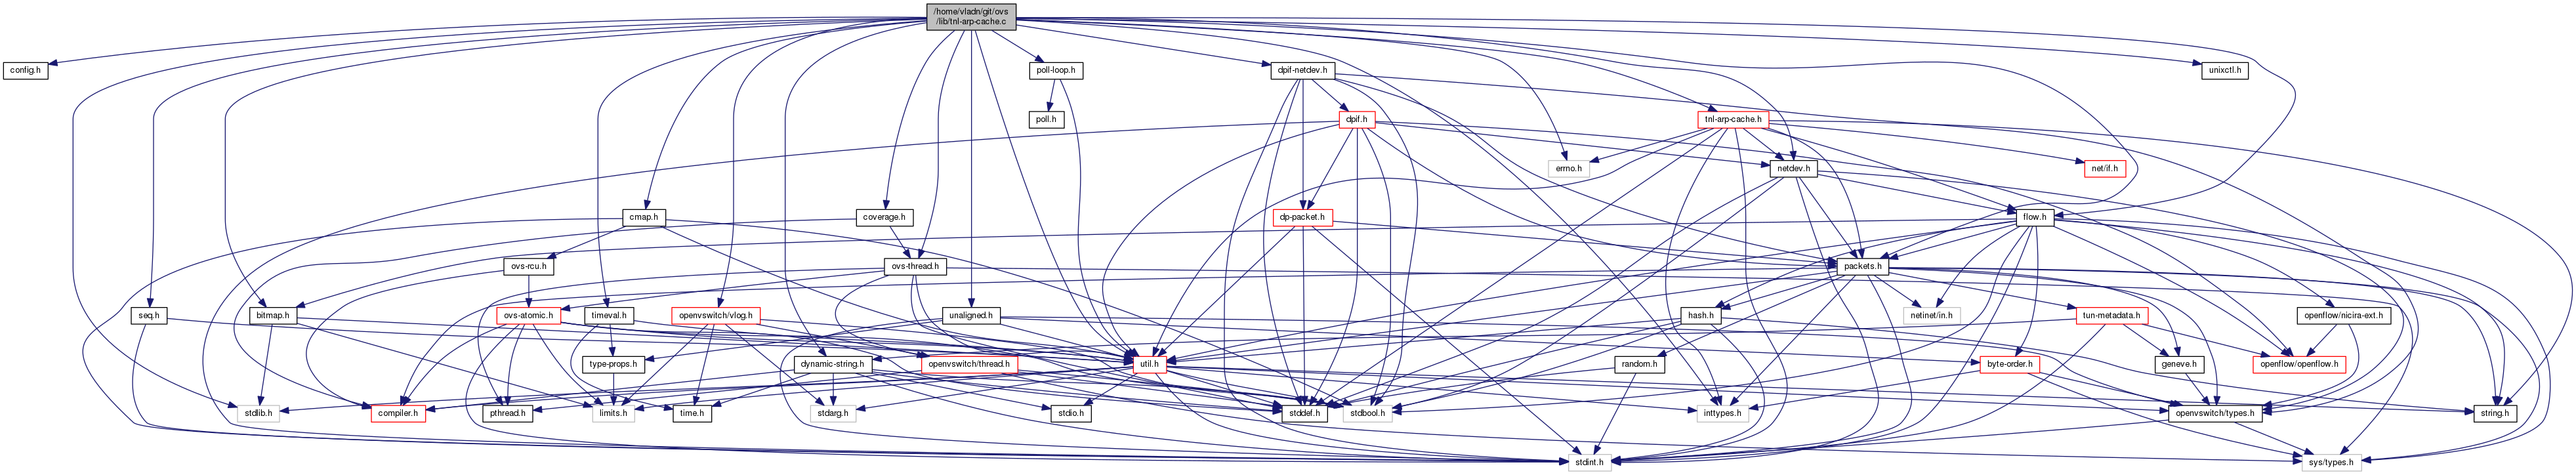 /home/vladn/git/ovs
/lib/tnl-arp-cache.c
config.h
poll-loop.h
dpif-netdev.h
unixctl.h
poll.h
dpif.h
tnl-arp-cache.h
errno.h
netdev.h
net/if.h
cmap.h
coverage.h
dp-packet.h
flow.h
ovs-rcu.h
ovs-thread.h
packets.h
seq.h
bitmap.h
ovs-atomic.h
timeval.h
openvswitch/vlog.h
unaligned.h
hash.h
netinet/in.h
tun-metadata.h
openflow/nicira-ext.h
type-props.h
dynamic-string.h
openvswitch/thread.h
util.h
random.h
byte-order.h
geneve.h
openflow/openflow.h
stdlib.h
compiler.h
pthread.h
limits.h
time.h
stdarg.h
stdio.h
stddef.h
stdbool.h
inttypes.h
openvswitch/types.h
string.h
stdint.h
sys/types.h